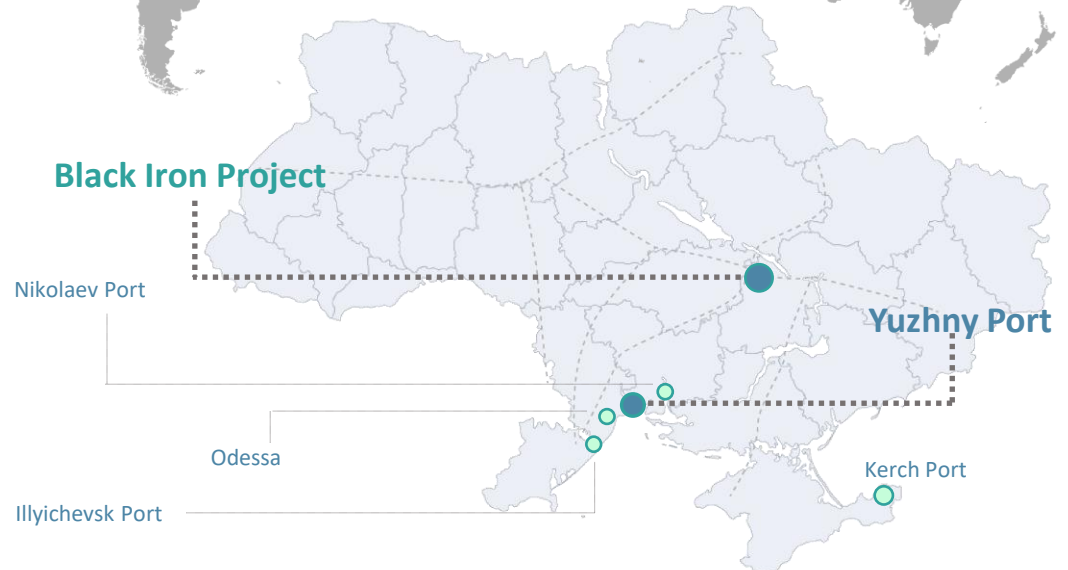 Black Iron Project
Nikolaev Port
Yuzhny Port
Odessa
Kerch Port
Illyichevsk Port